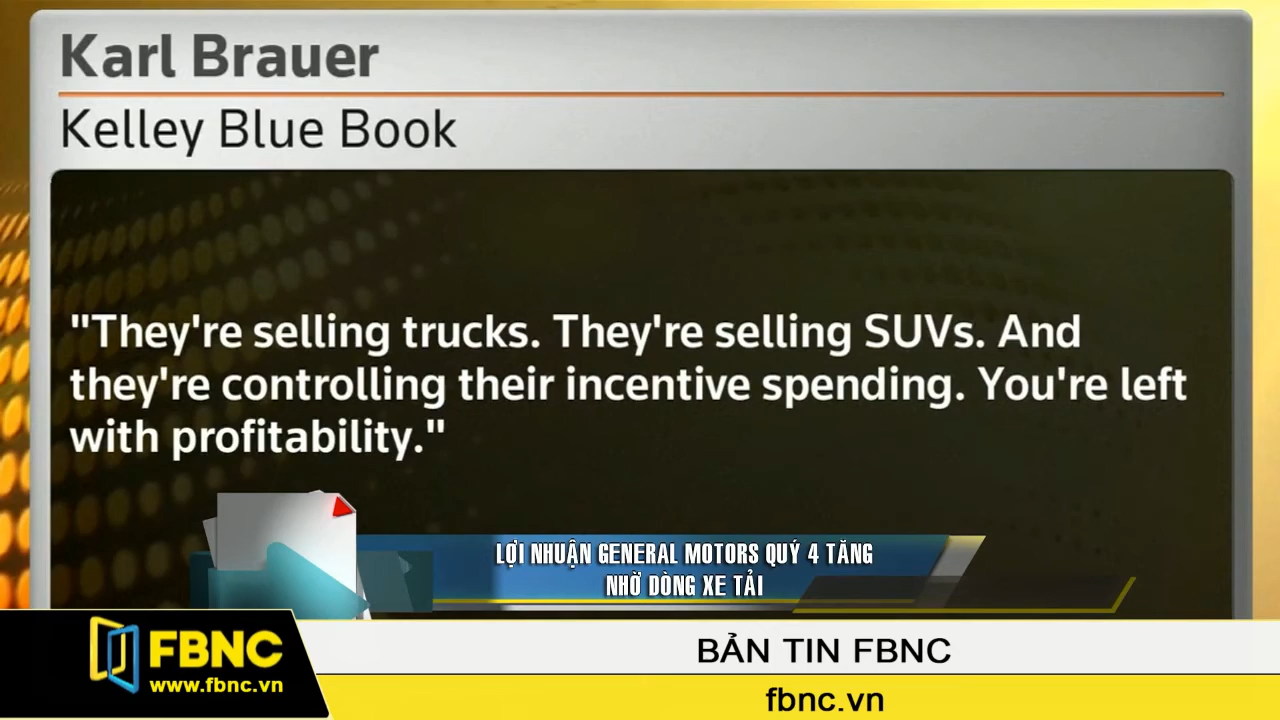 Karl Brauer
Kelley Blue Book
"They're selling trucks. They're selling SUVs. And
they're controlling their incentive spending. You're left
with profitability."
LỢI NHUẬN GENERAL MOTORS QUÝ 4 TĂNG
NHỜ DÒNG XE TẢI
FBNC
www.fbnc.vn
BẢN TIN FBNC
fbnc.vn